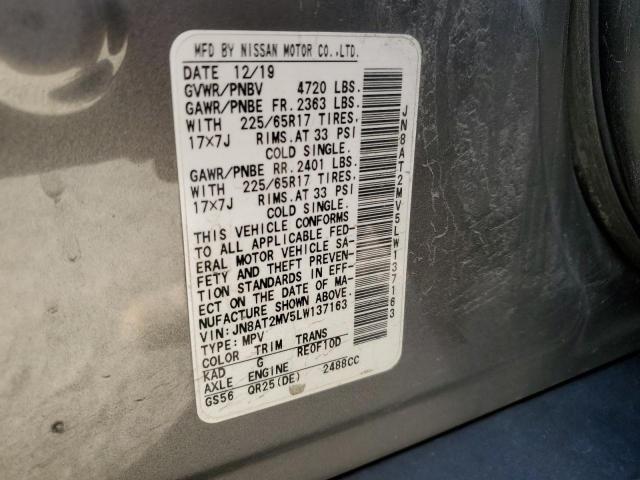 MFD BY NISSAN MOTOR CO.,LTD.
DATE 12/19
GVWR/PNBV 4720 LBS.
GAWR/PNBE FR. 2363 LBS.
WITH 225/65R17 TIRES.
17×7J RIMS.AT 33 PSI
COLD SINGLE.
GAWR/PNBE RR. 2401 LBS.
WITH 225/65R17 TIRES.
17×7J RIMS.AT 33 PSI
COLD SINGLE.
THIS VEHICLE CONFORMS
TO ALL APPLICABLE FED-
ERAL MOTOR VEHICLE SA-
FETY AND THEFT PREVEN-
TION STANDARDS IN EFF-
ECT ON THE DATE OF MA-
NUFACTURE SHOWN ABOVE.
VIN: JN8AT2MV5LW137163
TYPE: MPV
COLOR TRIM TRANS
KAD G RE0F10D
AXLE ENGINE
GS56 QR25(DE) 2488CC
JN8AT2MV5LW137163